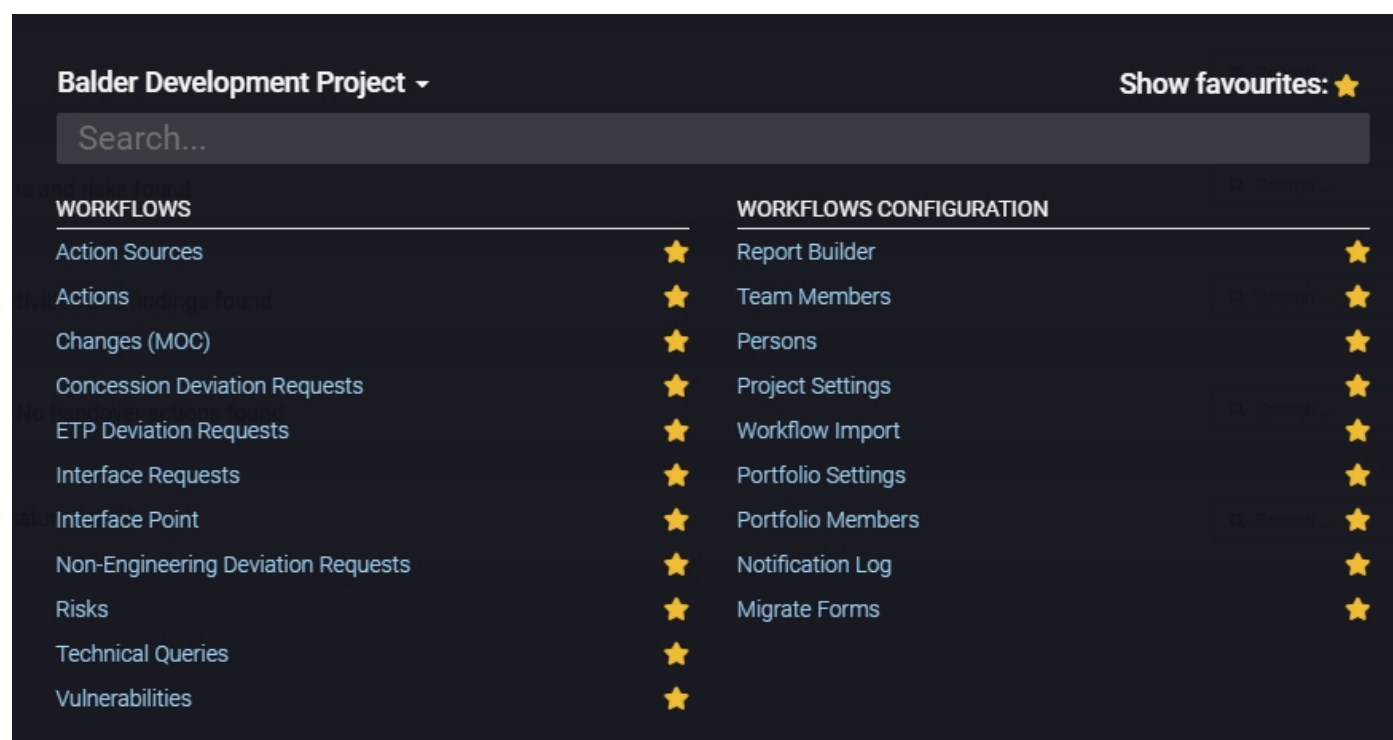 Balder Development Project
Show favourites:
Search...
WORKFLOWS
Action Sources
Actions
Changes (MOC)
Concession Deviation Requests
ETP Deviation Requests
Interface Requests
Interface Point
Non-Engineering Deviation Requests
Risks
Technical Queries
Vulnerabilities
WORKFLOWS CONFIGURATION
Report Builder
Team Members
Persons
Project Settings
Workflow Import
Portfolio Settings
Portfolio Members
Notification Log
Migrate Forms